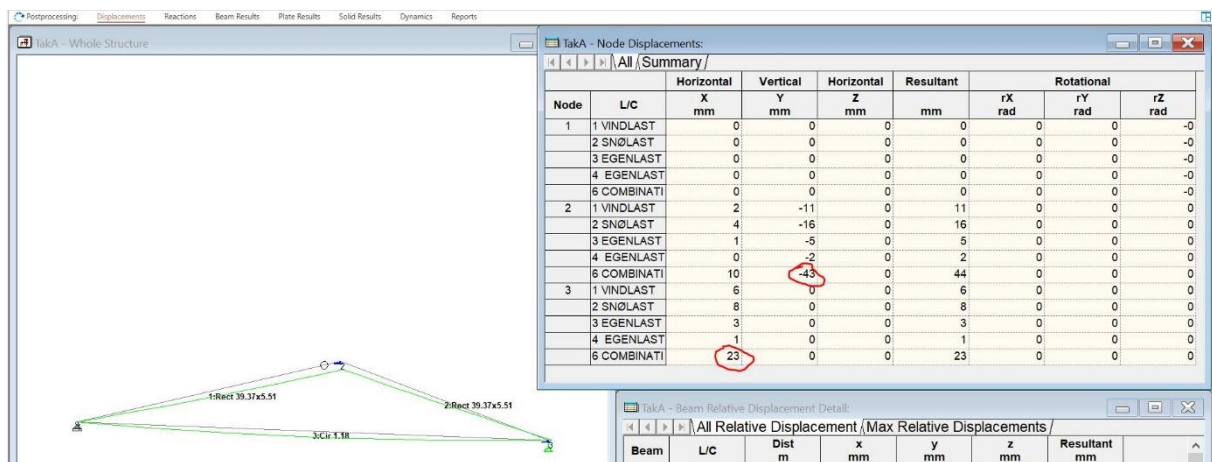 Postprocessing: Displacements Reactions Beam Results Plate Results Solid Results Dynamics Reports
TakA - Whole Structure
1:Rect 39.37x5.51
2
2:Rect 39.37x5.51
3:Cir 1.18
TakA - Node Displacements:
All Summary
Horizontal Vertical Horizontal Resultant Rotational
Node L/C X mm Y mm Z mm mm rX rad rY rad rZ rad
1 1 VINDLAST 0 0 0 0 0 0 -0
2 SNØLAST 0 0 0 0 0 0 -0
3 EGENLAST 0 0 0 0 0 0 -0
4 EGENLAST 0 0 0 0 0 0 -0
6 COMBINATI 0 0 0 0 0 0 -0
2 1 VINDLAST 2 -11 0 11 0 0 0
2 SNØLAST 4 -16 0 16 0 0 0
3 EGENLAST 1 -5 0 5 0 0 0
4 EGENLAST 0 -2 0 2 0 0 0
6 COMBINATI 10 -43 0 44 0 0 0
3 1 VINDLAST 6 0 0 6 0 0 0
2 SNØLAST 8 0 0 8 0 0 0
3 EGENLAST 3 0 0 3 0 0 0
4 EGENLAST 1 0 0 1 0 0 0
6 COMBINATI 23 0 0 23 0 0 0
TakA - Beam Relative Displacement Detail:
All Relative Displacement Max Relative Displacements
Beam L/C Dist m x mm y mm z mm Resultant mm